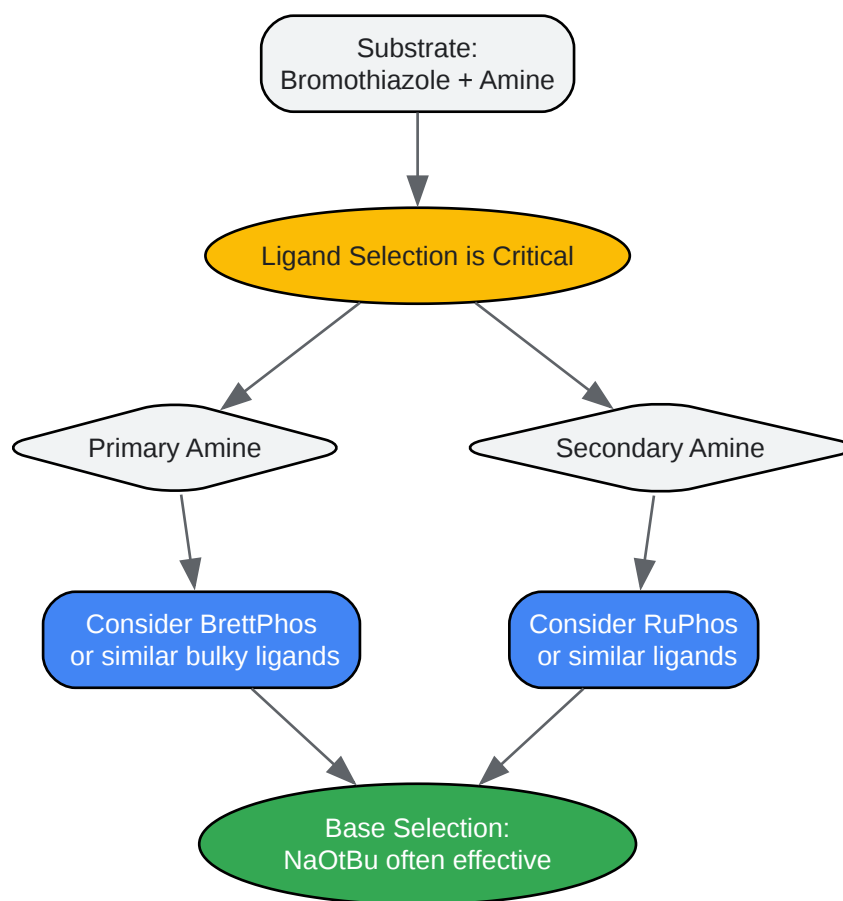 Substrate:
Bromothiazole + Amine
Ligand Selection is Critical
Primary Amine
Secondary Amine
Consider BrettPhos
or similar bulky ligands
Consider RuPhos
or similar ligands
Base Selection:
NaOtBu often effective